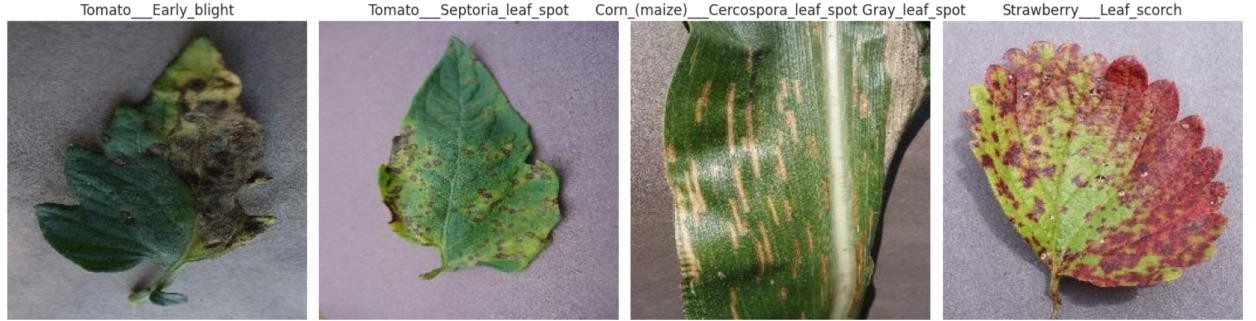 Tomato___Early_blight
Tomato___Septoria_leaf_spot
Corn_(maize)___Cercospora_leaf_spot Gray_leaf_spot
Strawberry___Leaf_scorch